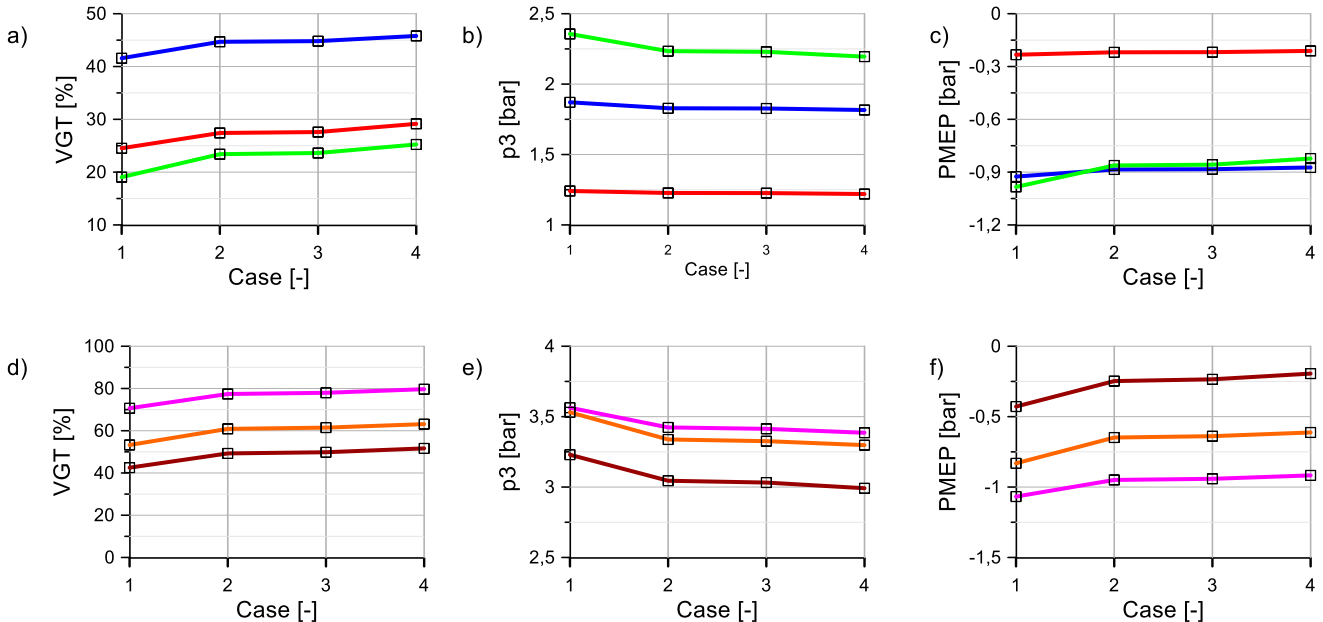 a)
VGT [%]
50
40
30
20
10
1 2 3 4
Case [-]
b)
p3 [bar]
2,5
2
1,5
1
1 2 3 4
Case [-]
c)
PMEP [bar]
0
-0,3
-0,6
-0,9
-1,2
1 2 3 4
Case [-]
d)
VGT [%]
100
80
60
40
20
0
1 2 3 4
Case [-]
e)
p3 [bar]
4
3,5
3
2,5
1 2 3 4
Case [-]
f)
PMEP [bar]
0
-0,5
-1
-1,5
1 2 3 4
Case [-]